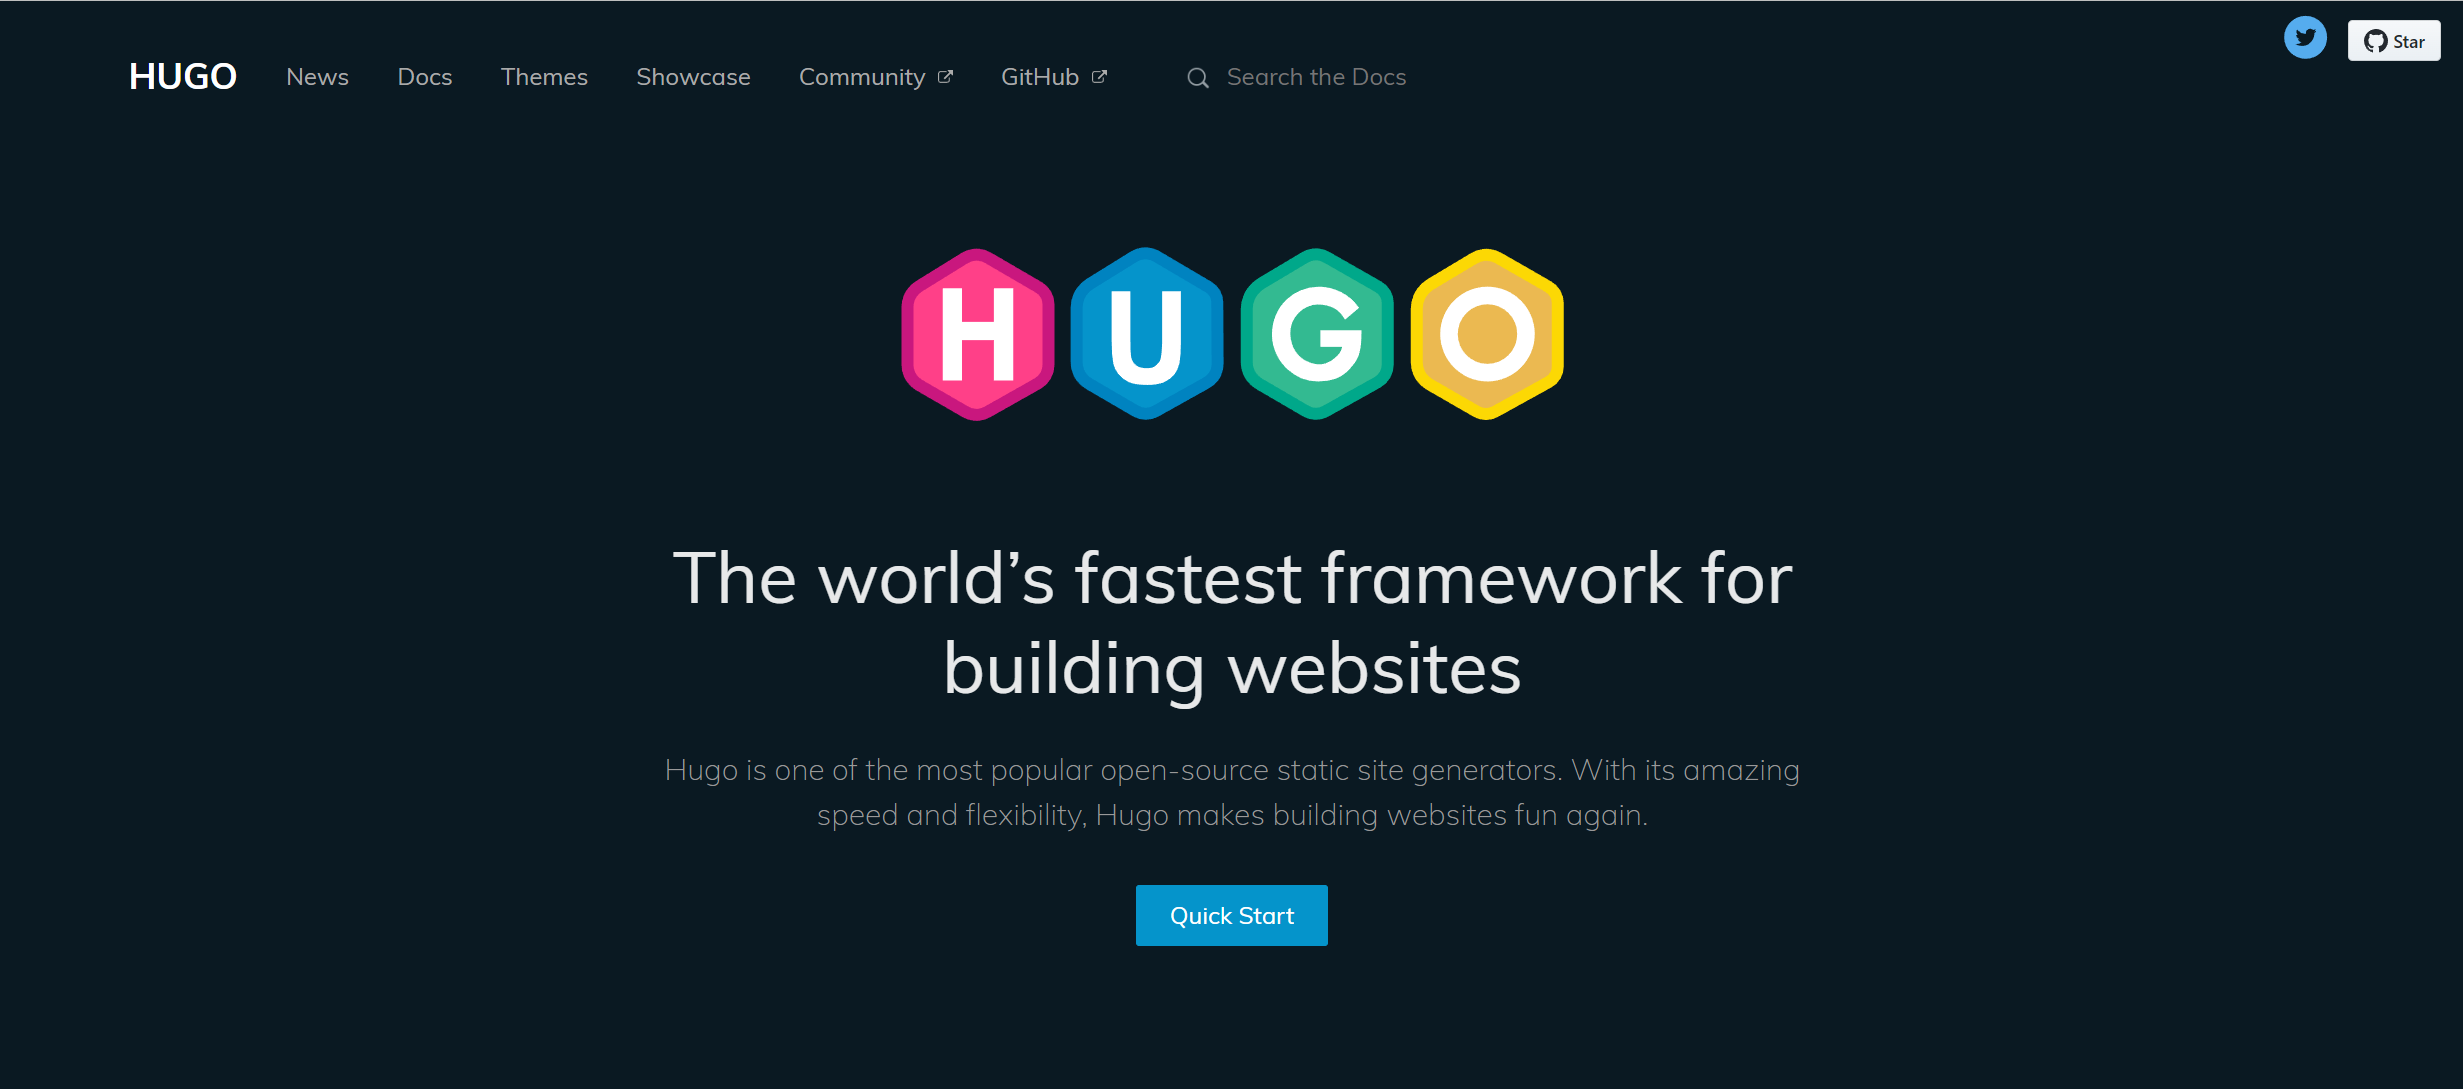 HUGO News Docs Themes Showcase Community GitHub Search the Docs
Star
HUGO
The world’s fastest framework for
building websites
Hugo is one of the most popular open-source static site generators. With its amazing
speed and flexibility, Hugo makes building websites fun again.
Quick Start